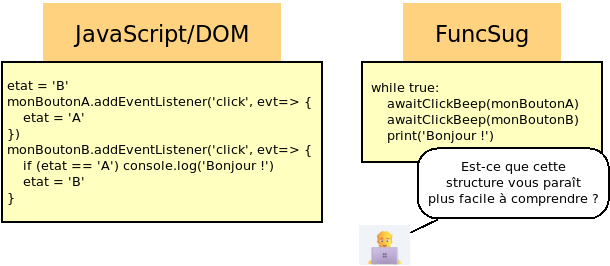 JavaScript/DOM
etat = 'B'
monBoutonA.addEventListener('click', evt=> {
    etat = 'A'
})
monBoutonB.addEventListener('click', evt=> {
    if (etat == 'A') console.log('Bonjour !')
    etat = 'B'
}
FuncSug
while true:
    awaitClickBeep(monBoutonA)
    awaitClickBeep(monBoutonB)
    print('Bonjour !')
Est-ce que cette
structure vous paraît
plus facile à comprendre ?